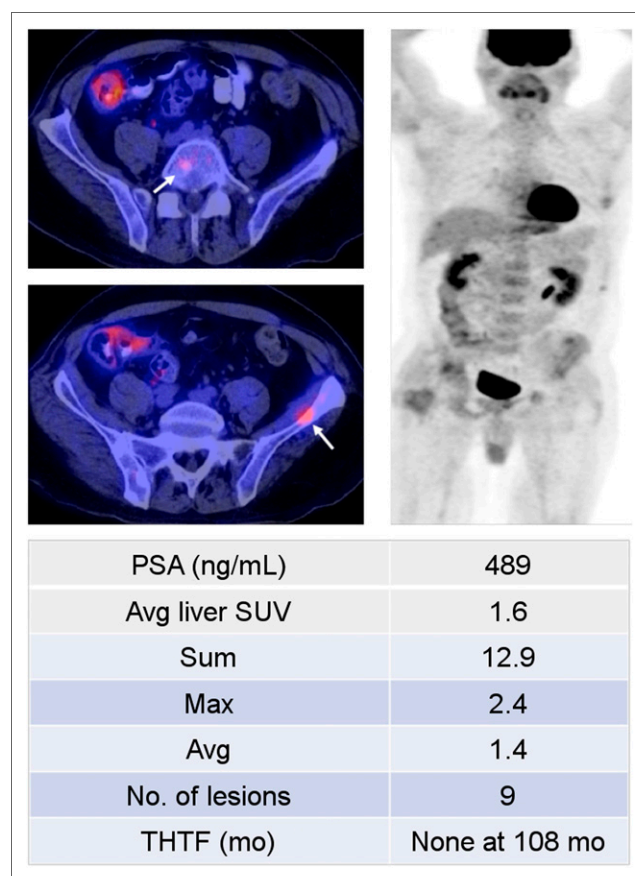 PSA (ng/mL) 489
Avg liver SUV 1.6
Sum 12.9
Max 2.4
Avg 1.4
No. of lesions 9
THTF (mo) None at 108 mo